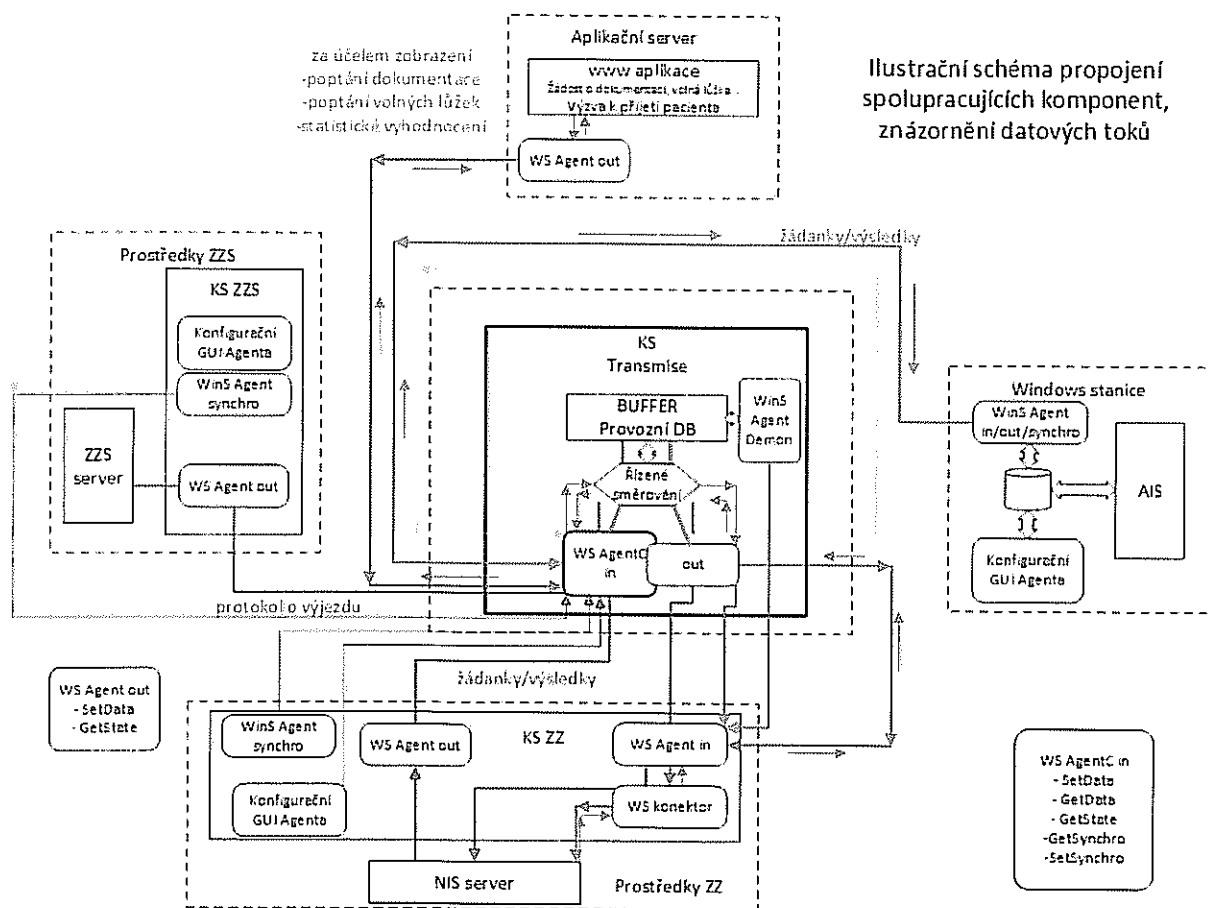 Ilustrační schéma propojení
spolupracujících komponent,
znázornění datových toků
za účelem zobrazení
-poptání dokumentace
-poptání volných lůžek
-statistické vyhodnocení
Aplikační server
www aplikace
Žádost o dokumentaci, volná lůžka...
Výzva k přijetí pacienta
WS Agent out
žádanky/výsledky
Prostředky ZZS
KS ZZS
Konfigurační
GUI Agenta
WinS Agent
synchro
ZZS
server
WS Agent out
KS
Transmise
BUFFER
Provozní DB
WinS
Agent
Demon
Řízené
směrování
WS AgentC
in
out
Windows stanice
WinS Agent
in/out/synchro
AIS
Konfigurační
GUI Agenta
protokol o výjezdu
žádanky/výsledky
WS Agent out
- SetData
- GetState
WinS Agent
synchro
WS Agent out
KS ZZ
WS Agent in
Konfigurační
GUI Agenta
WS konektor
NIS server
Prostředky ZZ
WS AgentC in
- SetData
- GetData
- GetState
-GetSynchro
-SetSynchro